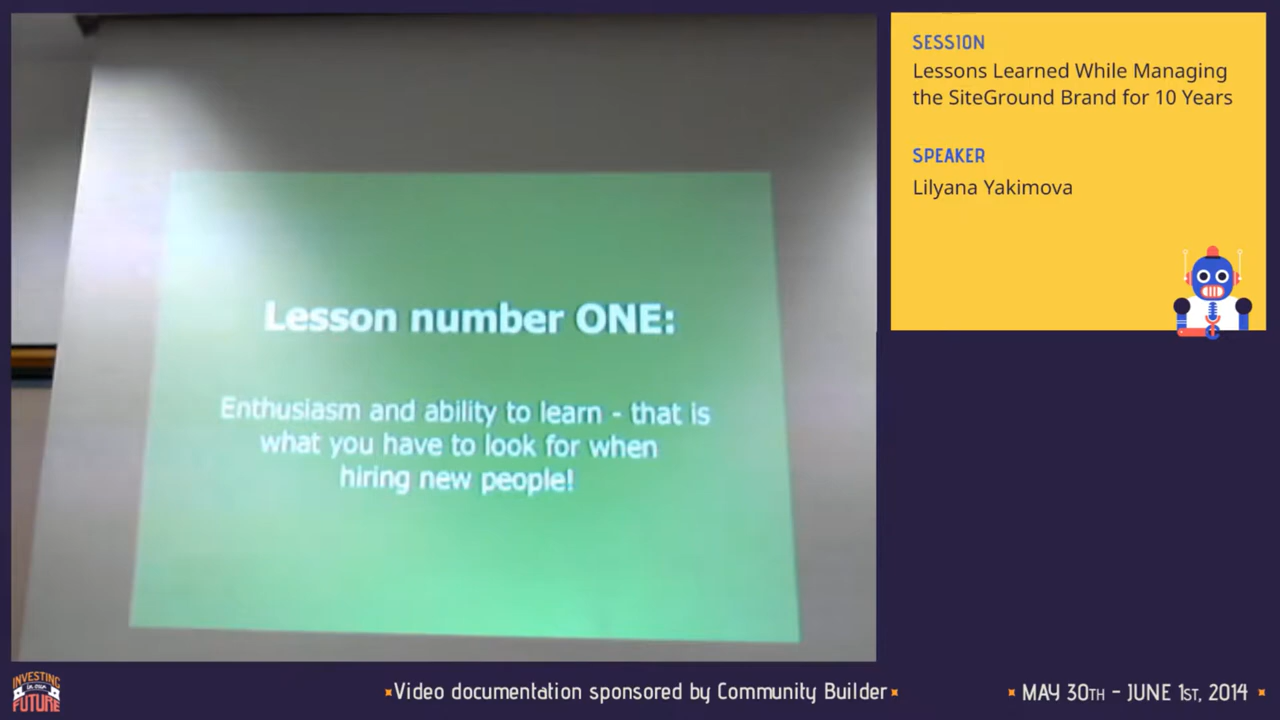 Lesson number ONE:
Enthusiasm and ability to learn - that is
what you have to look for when
hiring new people!
SESSION
Lessons Learned While Managing
the SiteGround Brand for 10 Years
SPEAKER
Lilyana Yakimova
INVESTING
IN OUR
FUTURE
Video documentation sponsored by Community Builder
MAY 30TH - JUNE 1ST, 2014